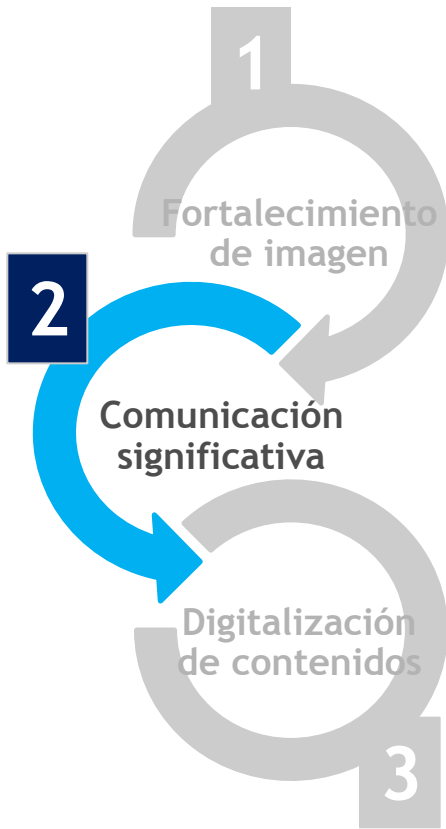 1
Fortalecimiento
de imagen
2
Comunicación
significativa
Digitalización
de contenidos
3